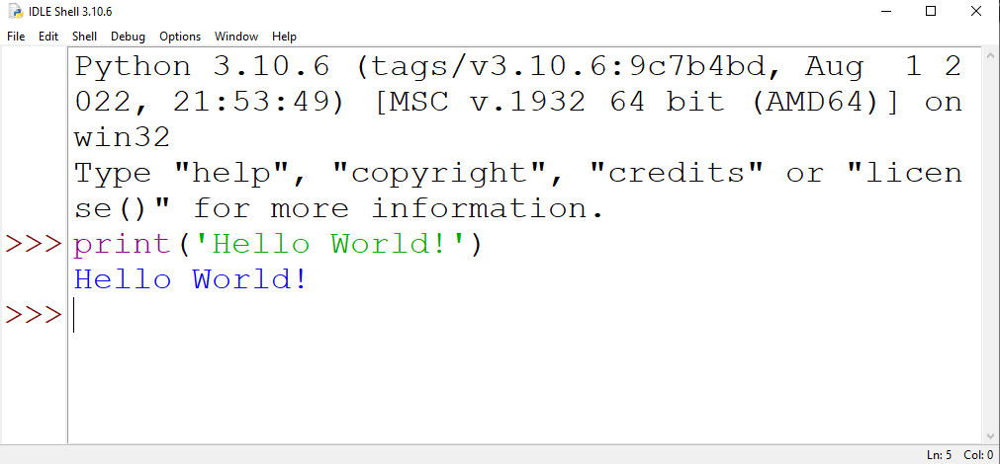 IDLE Shell 3.10.6
File Edit Shell Debug Options Window Help
Python 3.10.6 (tags/v3.10.6:9c7b4bd, Aug  1 2
022, 21:53:49) [MSC v.1932 64 bit (AMD64)] on
win32
Type "help", "copyright", "credits" or "licen
se()" for more information.
>>> print('Hello World!')
Hello World!
>>>
Ln: 5 Col: 0